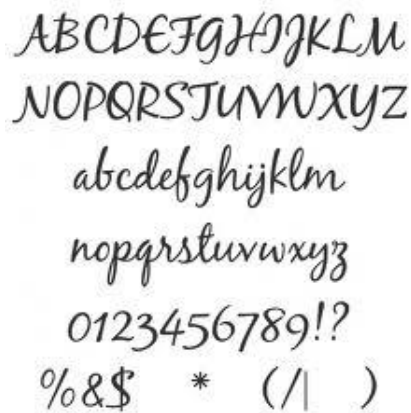 ABCDEFGHIJKLM
NOPQRSTUVWXYZ
abcdefghijklm
nopqrstuvwxyz
0123456789!?
%&$ * (/| )